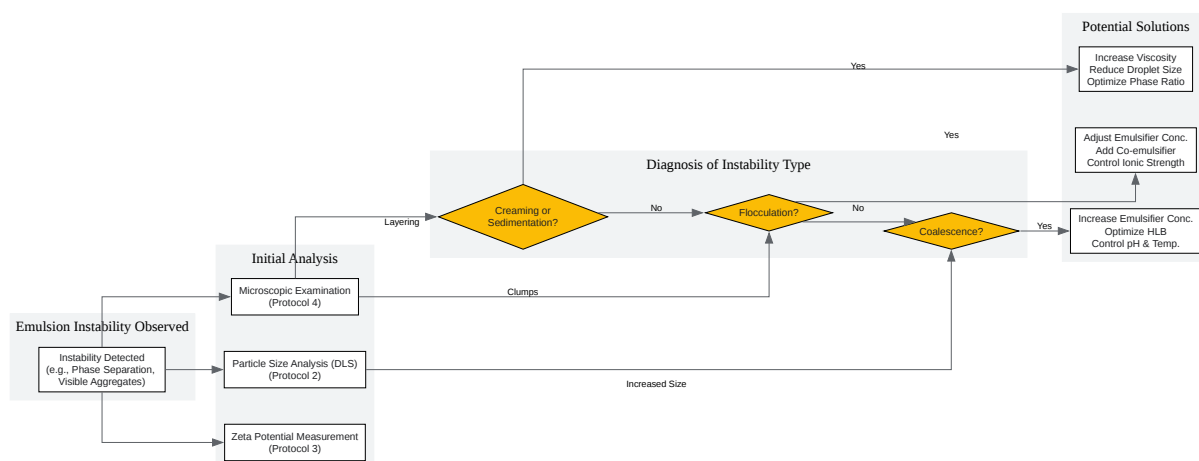 Potential Solutions
Increase Viscosity
Reduce Droplet Size
Optimize Phase Ratio
Yes
Yes
Adjust Emulsifier Conc.
Add Co-emulsifier
Control Ionic Strength
Diagnosis of Instability Type
Creaming or
Sedimentation?
No
Flocculation?
No
Coalescence?
Yes
Increase Emulsifier Conc.
Optimize HLB
Control pH & Temp.
Layering
Initial Analysis
Microscopic Examination
(Protocol 4)
Clumps
Emulsion Instability Observed
Instability Detected
(e.g., Phase Separation,
Visible Aggregates)
Particle Size Analysis (DLS)
(Protocol 2)
Increased Size
Zeta Potential Measurement
(Protocol 3)